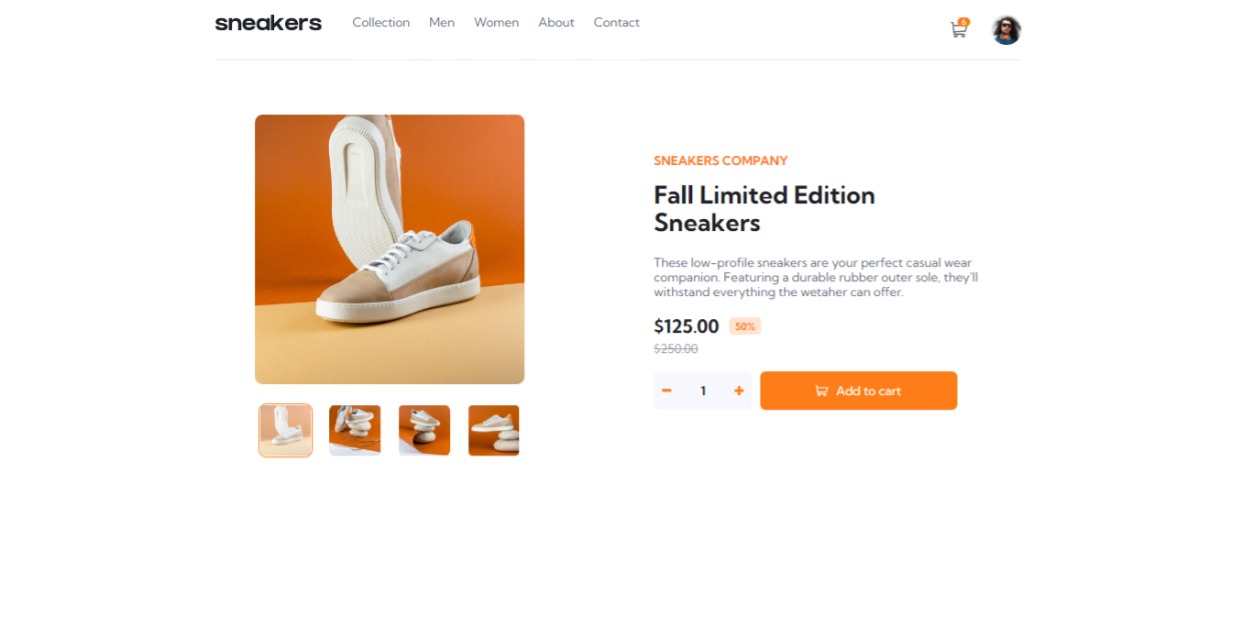 sneakers
Collection Men Women About Contact
SNEAKERS COMPANY
Fall Limited Edition
Sneakers
These low-profile sneakers are your perfect casual wear
companion. Featuring a durable rubber outer sole, they'll
withstand everything the wetaher can offer.
$125.00 50%
$250.00
1 Add to cart